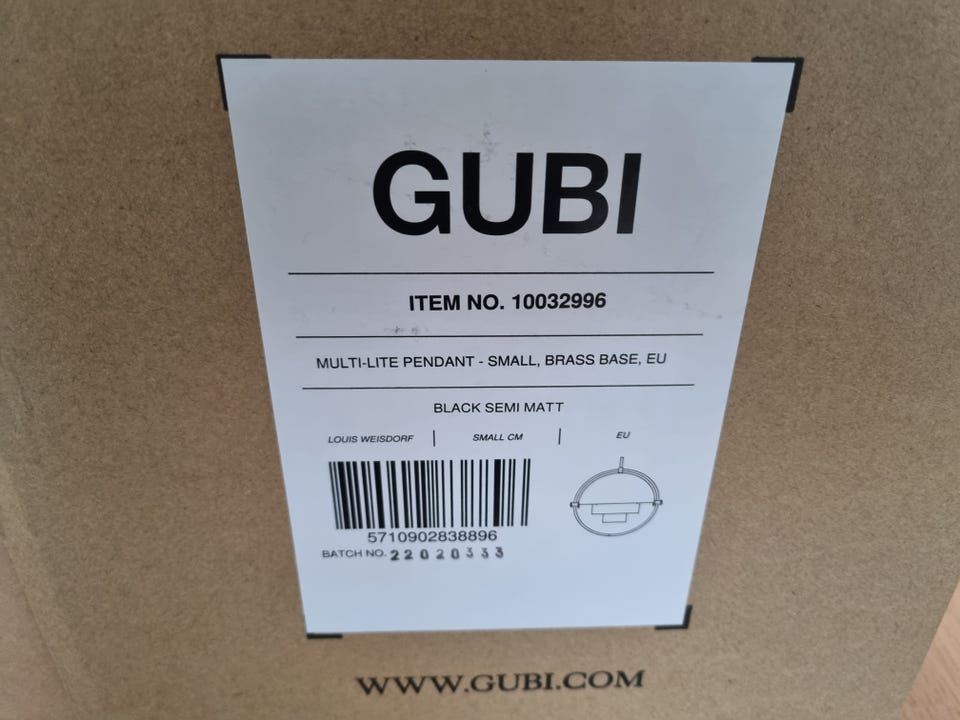 GUBI
ITEM NO. 10032996
MULTI-LITE PENDANT - SMALL, BRASS BASE, EU
BLACK SEMI MATT
LOUIS WEISDORF | SMALL CM | EU
5710902838896
BATCH NO. 22020333
WWW.GUBI.COM